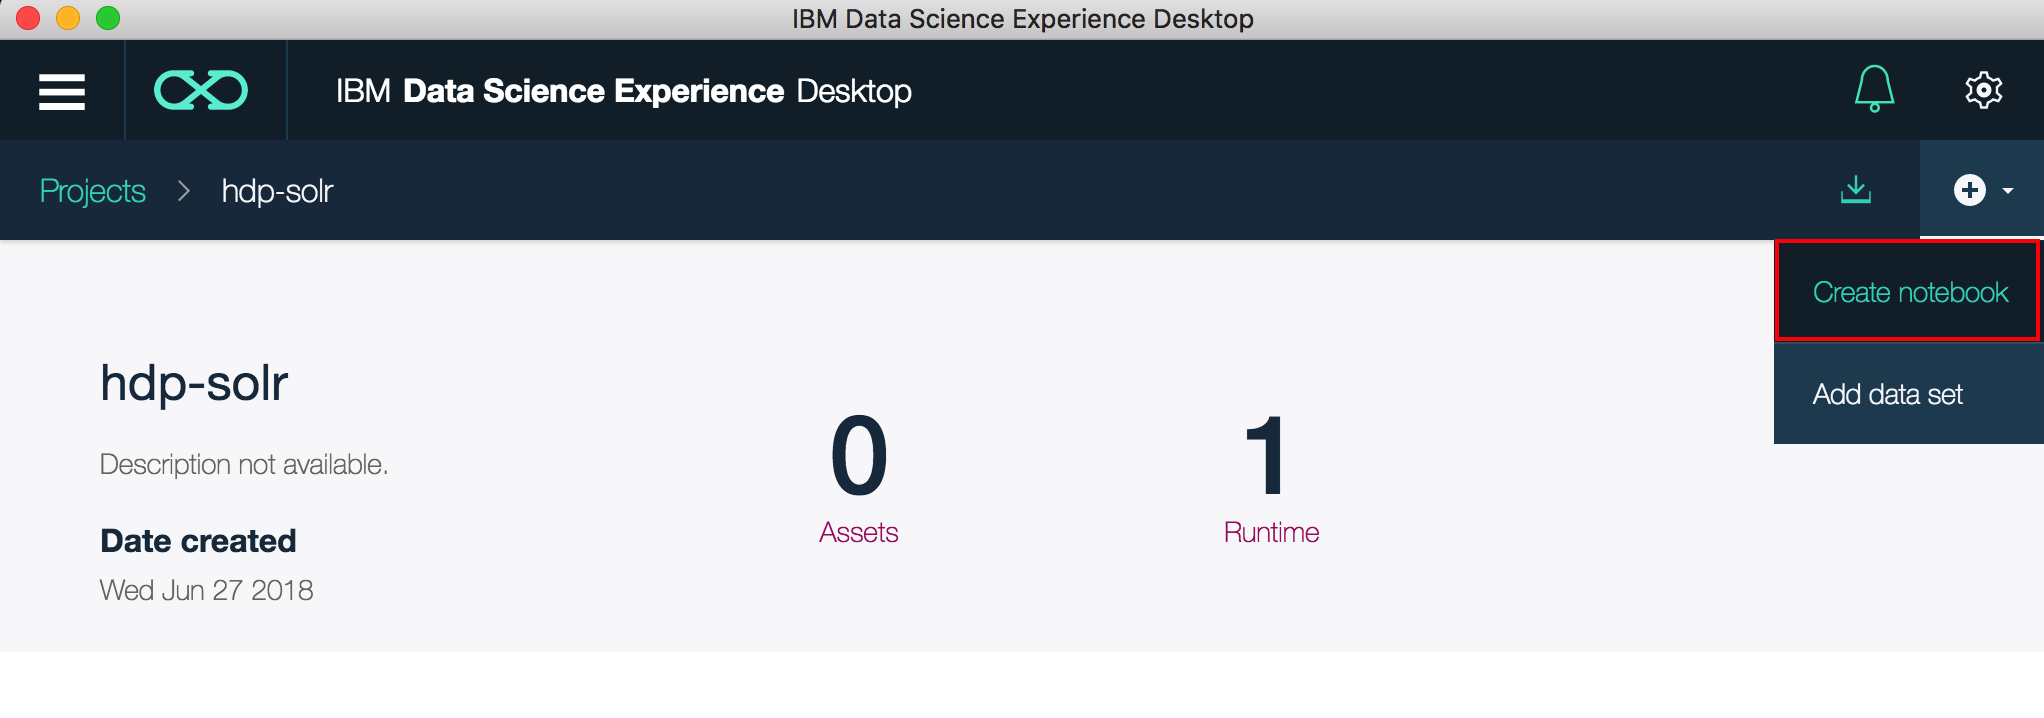 IBM Data Science Experience Desktop
IBM Data Science Experience Desktop
Projects > hdp-solr
Create notebook
Add data set
hdp-solr
Description not available.
Date created
Wed Jun 27 2018
0
Assets
1
Runtime